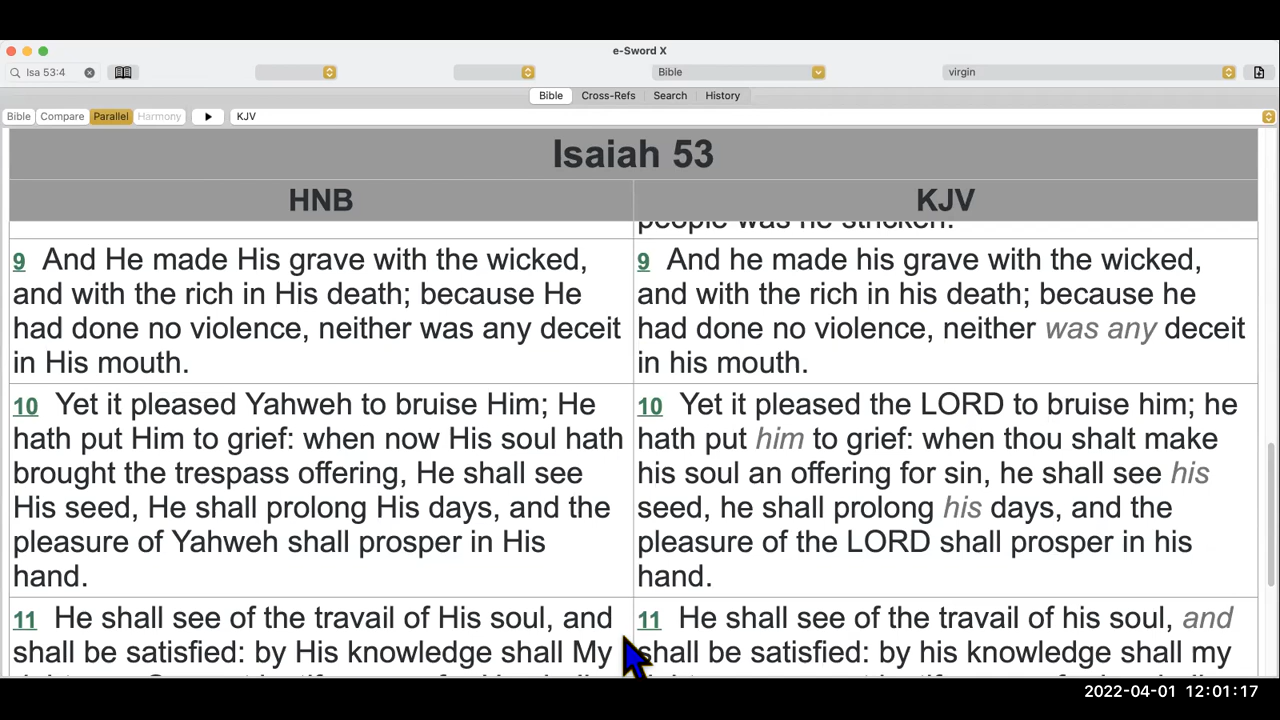 e-Sword X
Isa 53:4
Bible
virgin
Bible Cross-Refs Search History
Bible Compare Parallel Harmony KJV
Isaiah 53
HNB
KJV
people was he stricken.
9 And He made His grave with the wicked,
and with the rich in His death; because He
had done no violence, neither was any deceit
in His mouth.
9 And he made his grave with the wicked,
and with the rich in his death; because he
had done no violence, neither was any deceit
in his mouth.
10 Yet it pleased Yahweh to bruise Him; He
hath put Him to grief: when now His soul hath
brought the trespass offering, He shall see
His seed, He shall prolong His days, and the
pleasure of Yahweh shall prosper in His
hand.
10 Yet it pleased the LORD to bruise him; he
hath put him to grief: when thou shalt make
his soul an offering for sin, he shall see his
seed, he shall prolong his days, and the
pleasure of the LORD shall prosper in his
hand.
11 He shall see of the travail of His soul, and
shall be satisfied: by His knowledge shall My
11 He shall see of the travail of his soul, and
shall be satisfied: by his knowledge shall my
2022-04-01 12:01:17